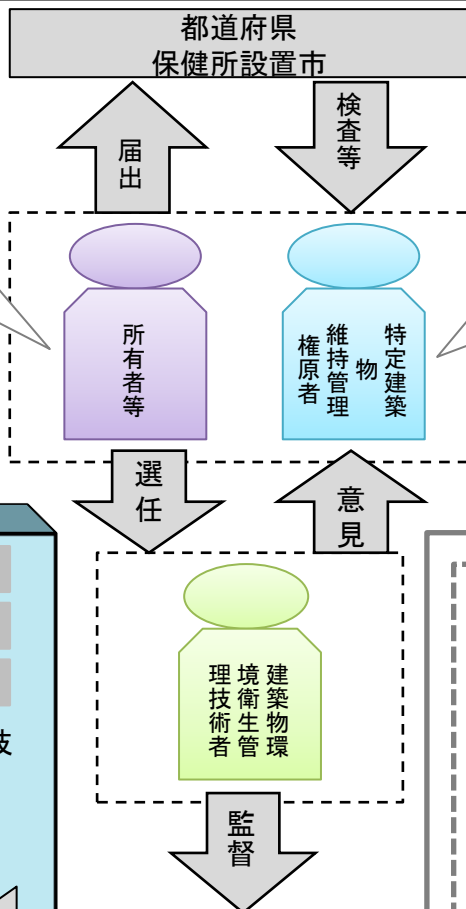 都道府県
保健所設置市
届出
検査等
所有者等
特定建築
物
維持管理
権原者
選任
意見
建築物環
境衛生管
理技術者
技
監督